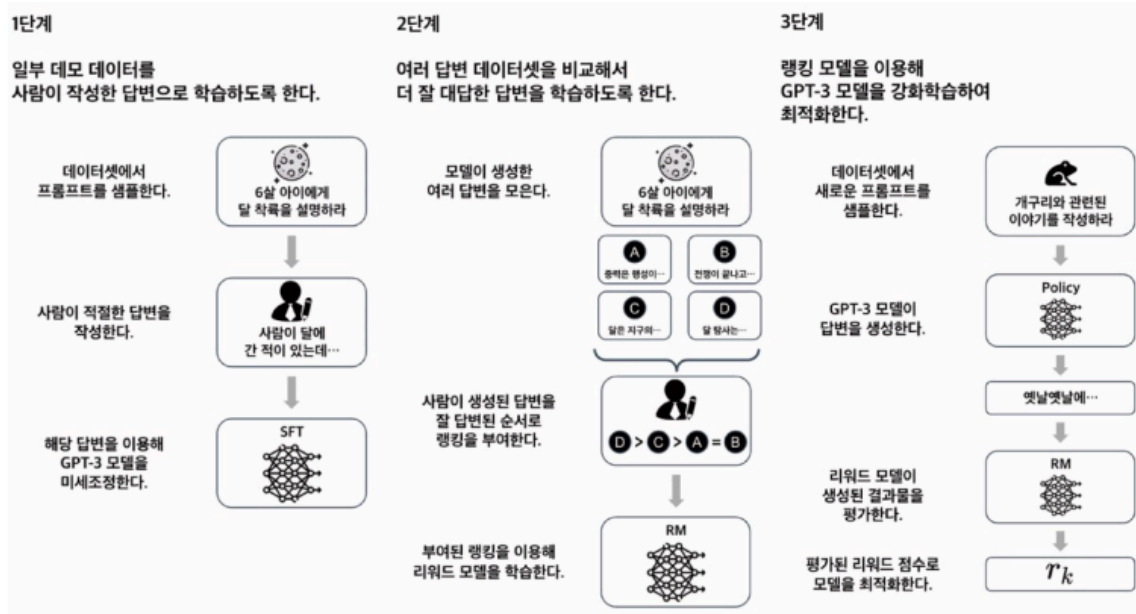 1단계
일부 데모 데이터를
사람이 작성한 답변으로 학습하도록 한다.
데이터셋에서
프롬프트를 샘플한다.
6살 아이에게
달 착륙을 설명하라
사람이 적절한 답변을
작성한다.
사람이 달에
간 적이 있는데…
해당 답변을 이용해
GPT-3 모델을
미세조정한다.
SFT
2단계
여러 답변 데이터셋을 비교해서
더 잘 대답한 답변을 학습하도록 한다.
모델이 생성한
여러 답변을 모은다.
6살 아이에게
달 착륙을 설명하라
A
중력은 행성이…
B
전쟁이 끝나고…
C
달은 지구의…
D
달 탐사는…
사람이 생성된 답변을
잘 답변된 순서로
랭킹을 부여한다.
D > C > A = B
부여된 랭킹을 이용해
리워드 모델을 학습한다.
RM
3단계
랭킹 모델을 이용해
GPT-3 모델을 강화학습하여
최적화한다.
데이터셋에서
새로운 프롬프트를
샘플한다.
개구리와 관련된
이야기를 작성하라
GPT-3 모델이
답변을 생성한다.
Policy
옛날옛날에…
리워드 모델이
생성된 결과물을
평가한다.
RM
평가된 리워드 점수로
모델을 최적화한다.
r_k